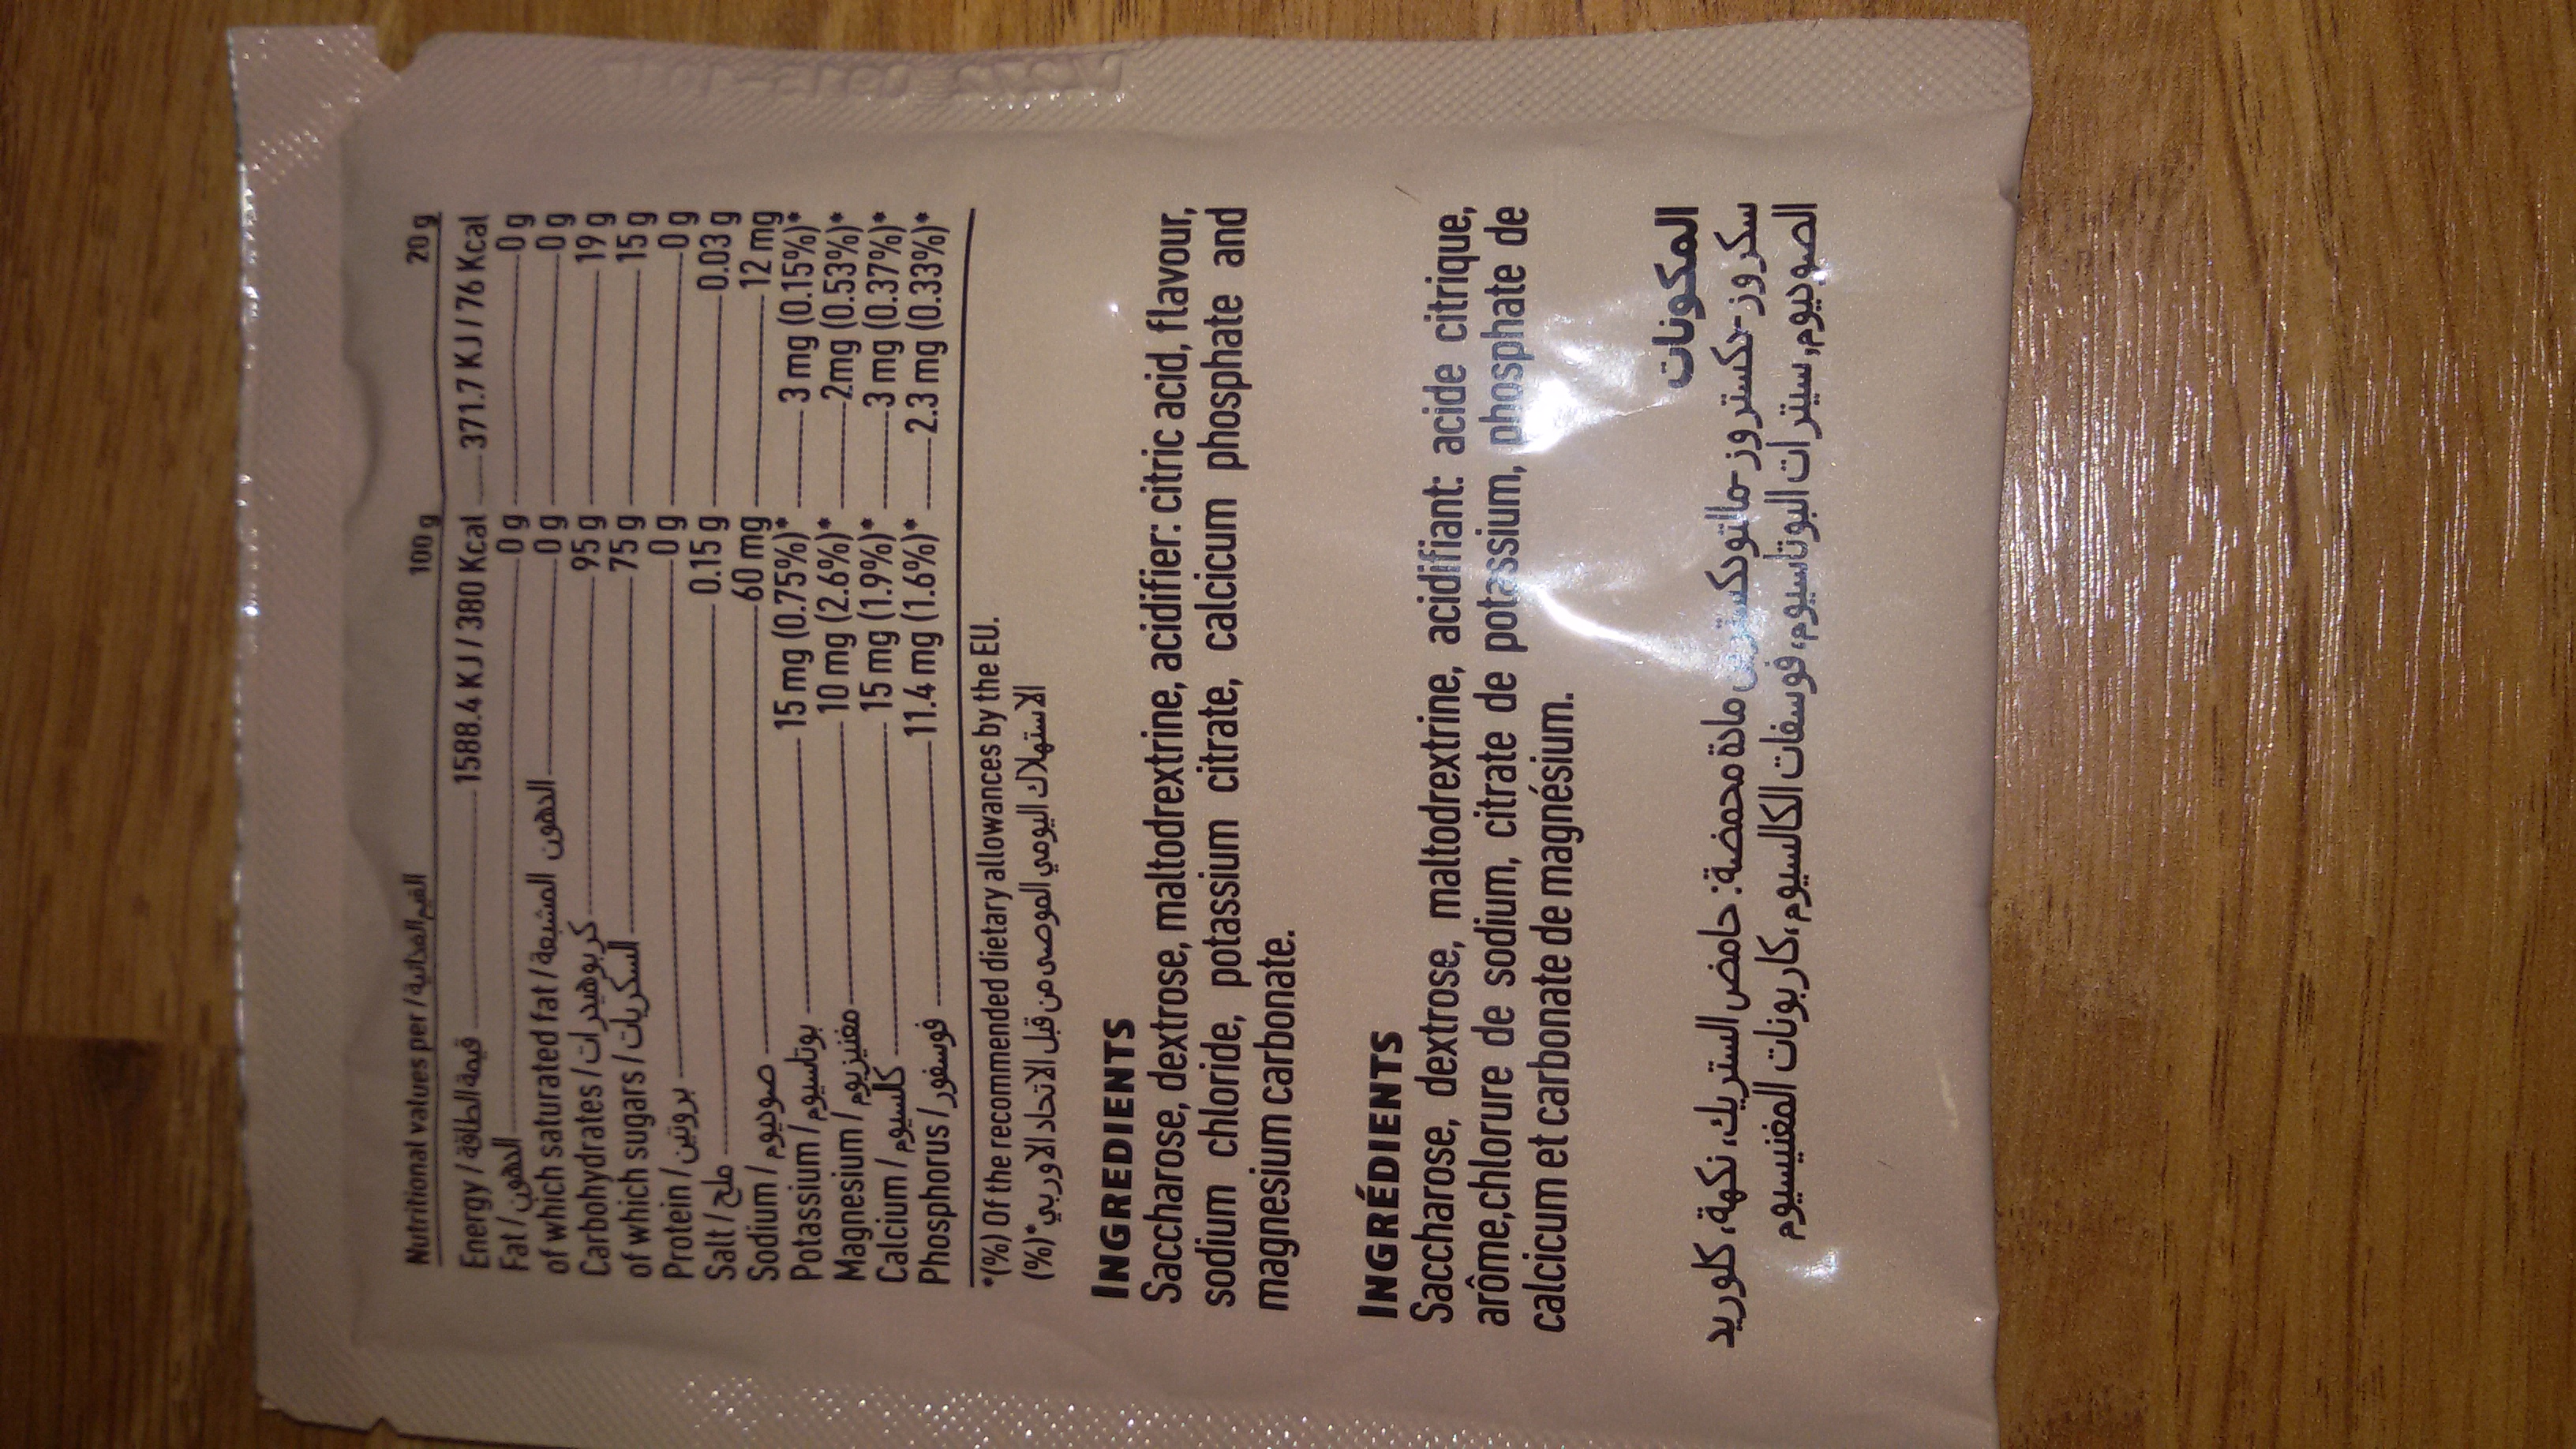 Nutritional values per / القيم الغذائية 100 g 20 g
Energy / قيمة الطاقة 1588.4 KJ / 380 Kcal 371.7 KJ / 76 Kcal
Fat / الدهون 0 g 0 g
of which saturated fat / الدهون المشبعة 0 g 0 g
Carbohydrates / كربوهيدرات 95 g 19 g
of which sugars / السكريات 75 g 15 g
Protein / بروتين 0 g 0 g
Salt / ملح 0.15 g 0.03 g
Sodium / صوديوم 60 mg 12 mg
Potassium / بوتاسيوم 15 mg (0.75%)* 3 mg (0.15%)*
Magnesium / مغنيزيوم 10 mg (2.6%)* 2mg (0.53%)*
Calcium / كالسيوم 15 mg (1.9%)* 3 mg (0.37%)*
Phosphorus / فوسفور 11.4 mg (1.6%)* 2.3 mg (0.33%)*
*(%) Of the recommended dietary allowances by the EU.
(%)* الاستهلاك اليومي الموصى من قبل الاتحاد الاوربي
INGREDIENTS
Saccharose, dextrose, maltodrextrine, acidifier: citric acid, flavour,
sodium chloride, potassium citrate, calcicum phosphate and
magnesium carbonate.
INGRÉDIENTS
Saccharose, dextrose, maltodrextrine, acidifiant: acide citrique,
arôme,chlorure de sodium, citrate de potassium, phosphate de
calcicum et carbonate de magnésium.
المكونات
سكروز-دكستروز-مالتودكسترين مادة محمضة: حامض الستريك، نكهة، كلوريد
الصوديوم, سيترات البوتاسيوم، فوسفات الكالسيوم، كاربونات المغنيسيوم